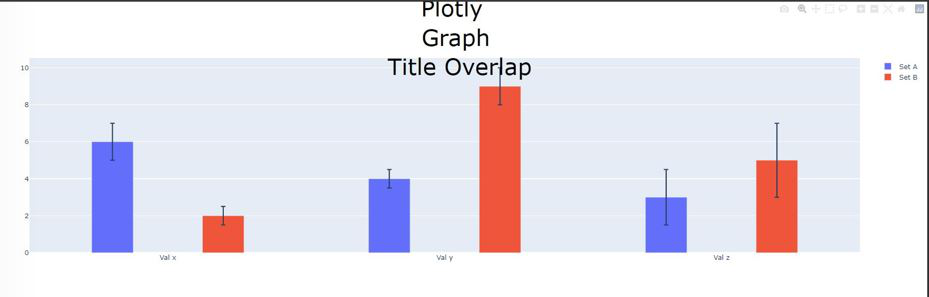 Plotly
Graph
Title Overlap
Set A
Set B
10
8
6
4
2
0
Val x
Val y
Val z